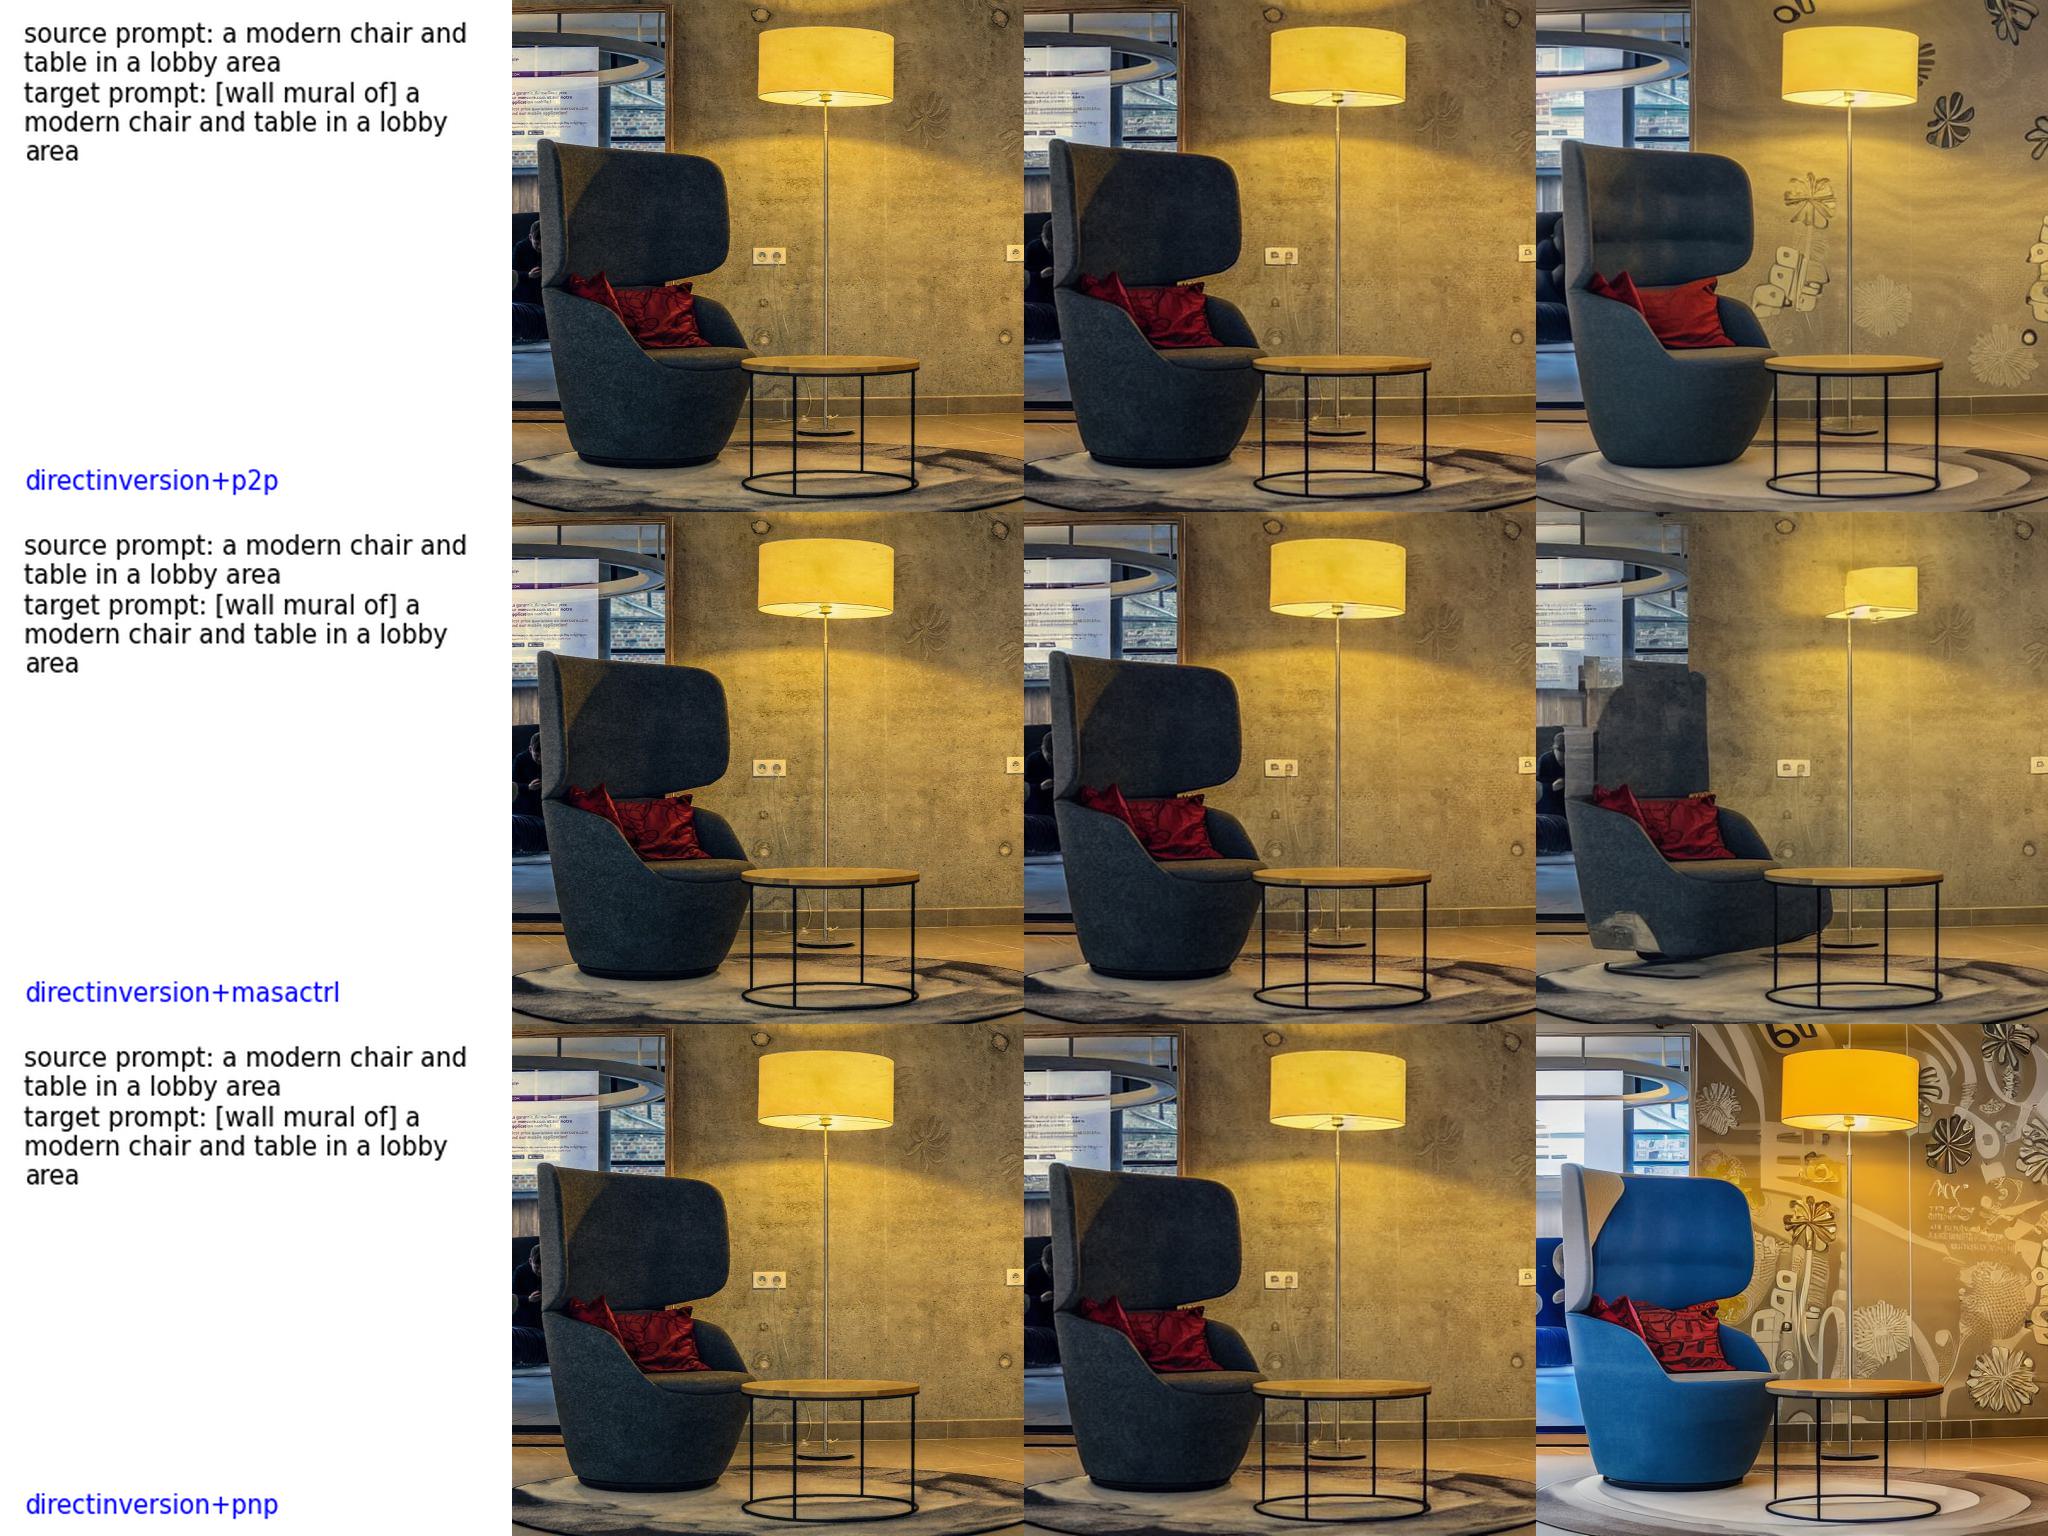 source prompt: a modern chair and
table in a lobby area
target prompt: [wall mural of] a
modern chair and table in a lobby
area
directinversion+p2p
source prompt: a modern chair and
table in a lobby area
target prompt: [wall mural of] a
modern chair and table in a lobby
area
directinversion+masactrl
source prompt: a modern chair and
table in a lobby area
target prompt: [wall mural of] a
modern chair and table in a lobby
area
directinversion+pnp